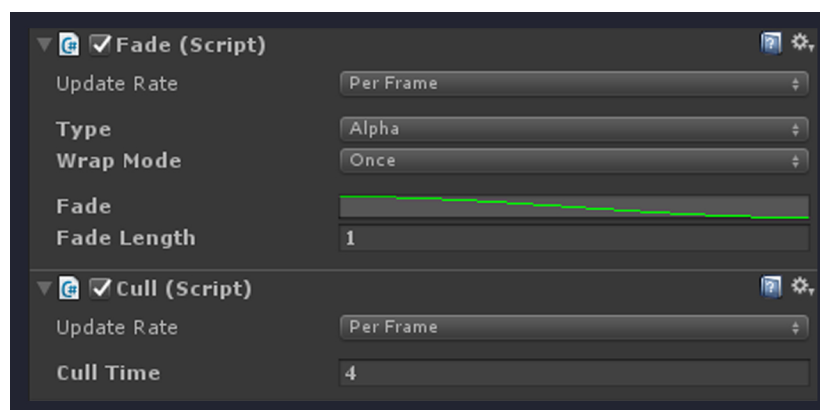 Fade (Script)
Update Rate Per Frame
Type Alpha
Wrap Mode Once
Fade
Fade Length 1
Cull (Script)
Update Rate Per Frame
Cull Time 4